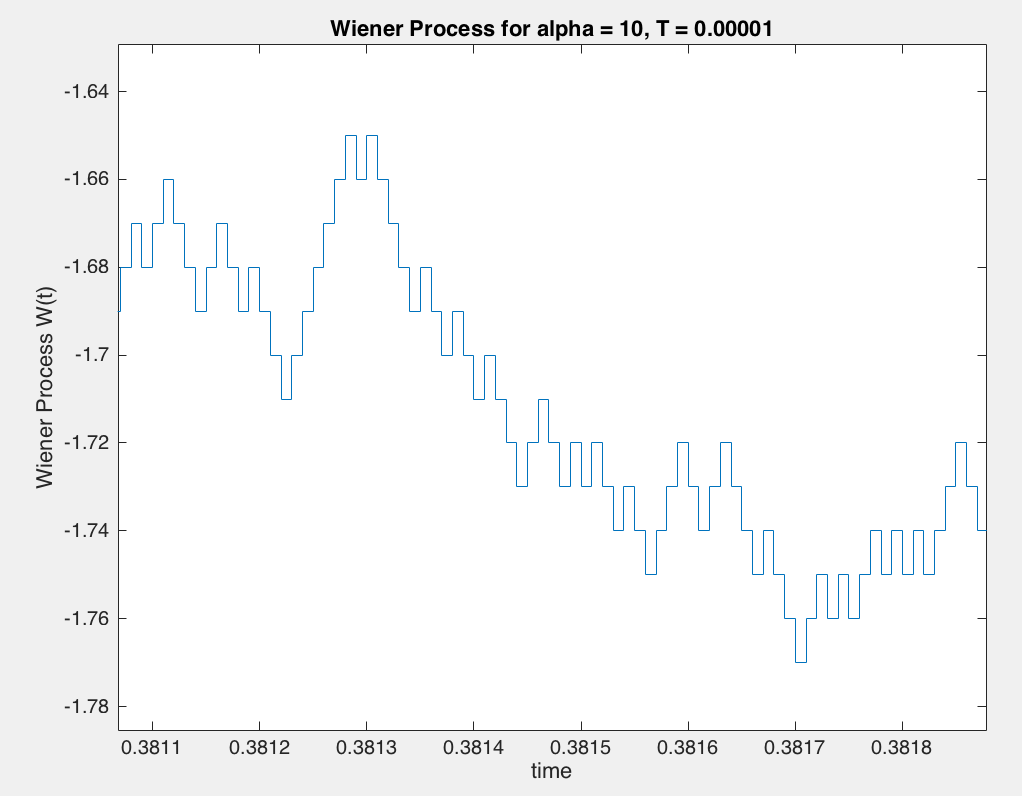 Wiener Process for alpha = 10, T = 0.00001
Wiener Process W(t)
-1.64
-1.66
-1.68
-1.7
-1.72
-1.74
-1.76
-1.78
0.3811 0.3812 0.3813 0.3814 0.3815 0.3816 0.3817 0.3818
time